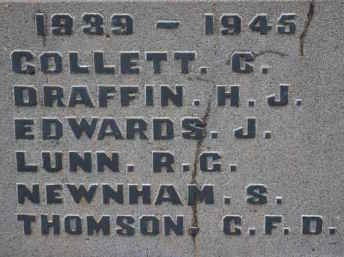 1939 - 1945
COLLETT. C.
DRAFFIN. H. J.
EDWARDS. J.
LUNN. R. C.
NEWNHAM. S.
THOMSON. C. F. D.